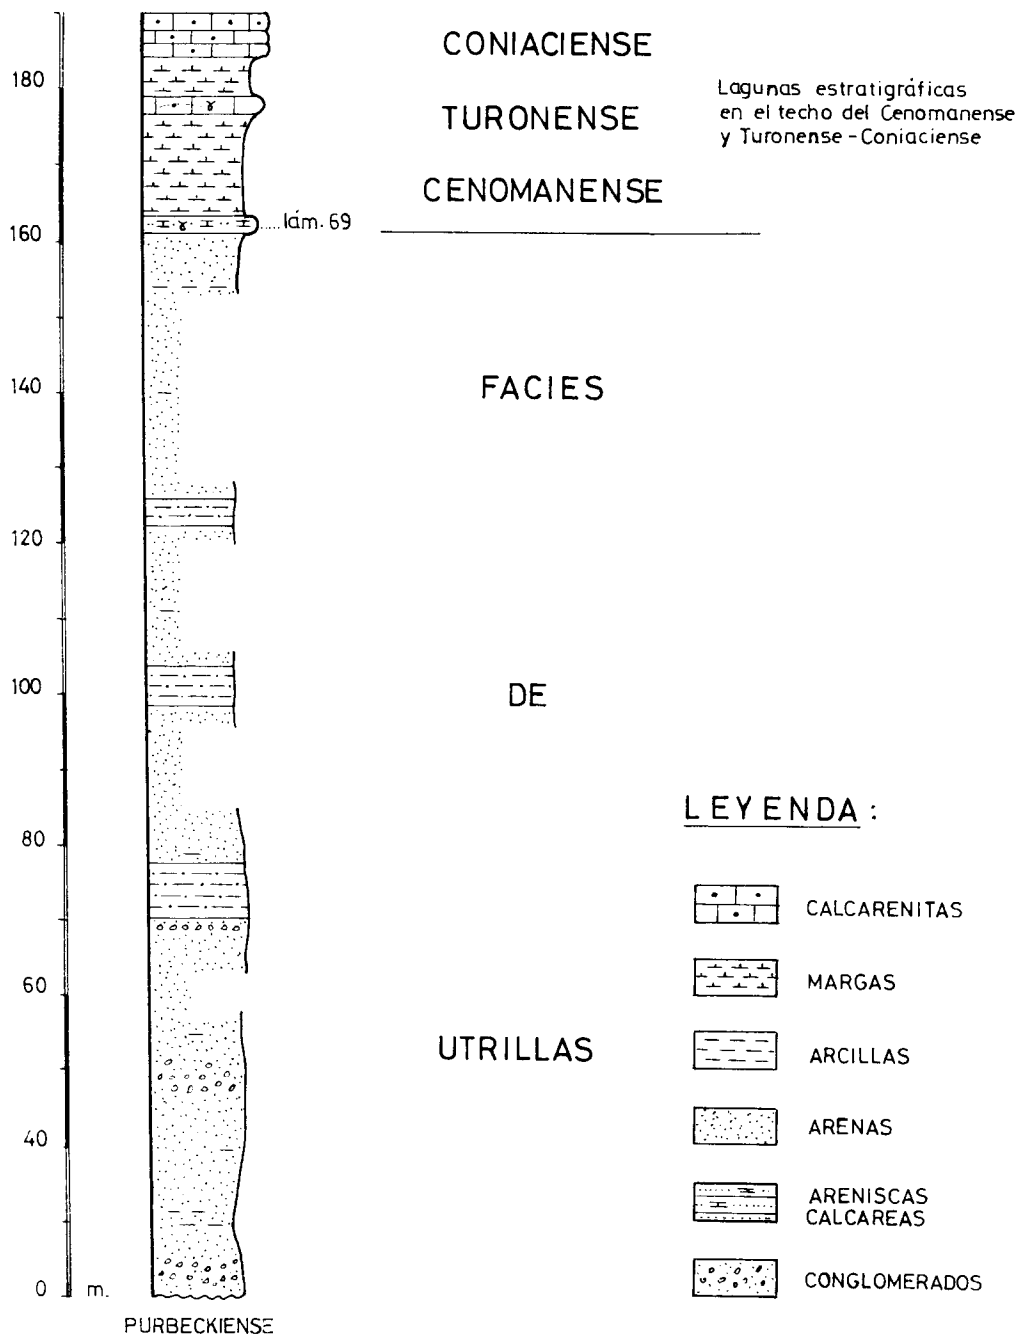 CONIACIENSE
180
Lagunas estratigráficas
en el techo del Cenomanense
y Turonense-Coniaciense
TURONENSE
CENOMANENSE
lám. 69
160
FACIES
140
120
100
DE
LEYENDA:
80
CALCARENITAS
60
MARGAS
UTRILLAS
ARCILLAS
40
ARENAS
ARENISCAS
CALCAREAS
CONGLOMERADOS
0 m.
PURBECKIENSE